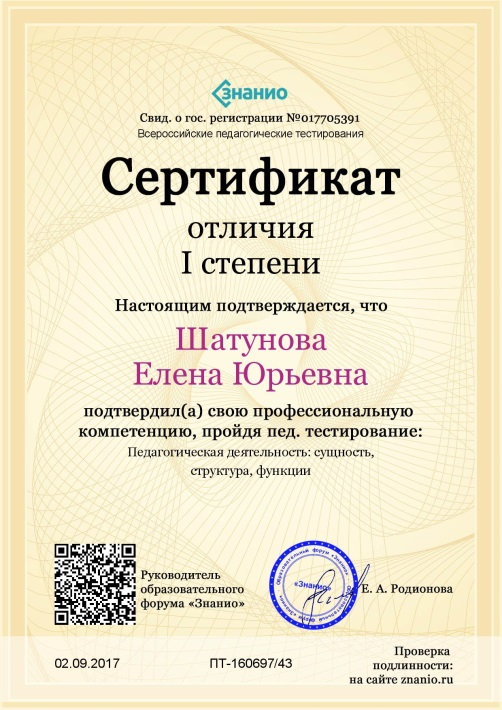 Знанио
Свид. о гос. регистрации №017705391
Всероссийские педагогические тестирования
Сертификат
отличия
I степени
Настоящим подтверждается, что
Шатунова
Елена Юрьевна
подтвердил(а) свою профессиональную
компетенцию, пройдя пед. тестирование:
Педагогическая деятельность: сущность,
структура, функции
Руководитель
образовательного
форума «Знанио»
«Знанио»
Е. А. Родионова
02.09.2017
ПТ-160697/43
Проверка
подлинности:
на сайте znanio.ru